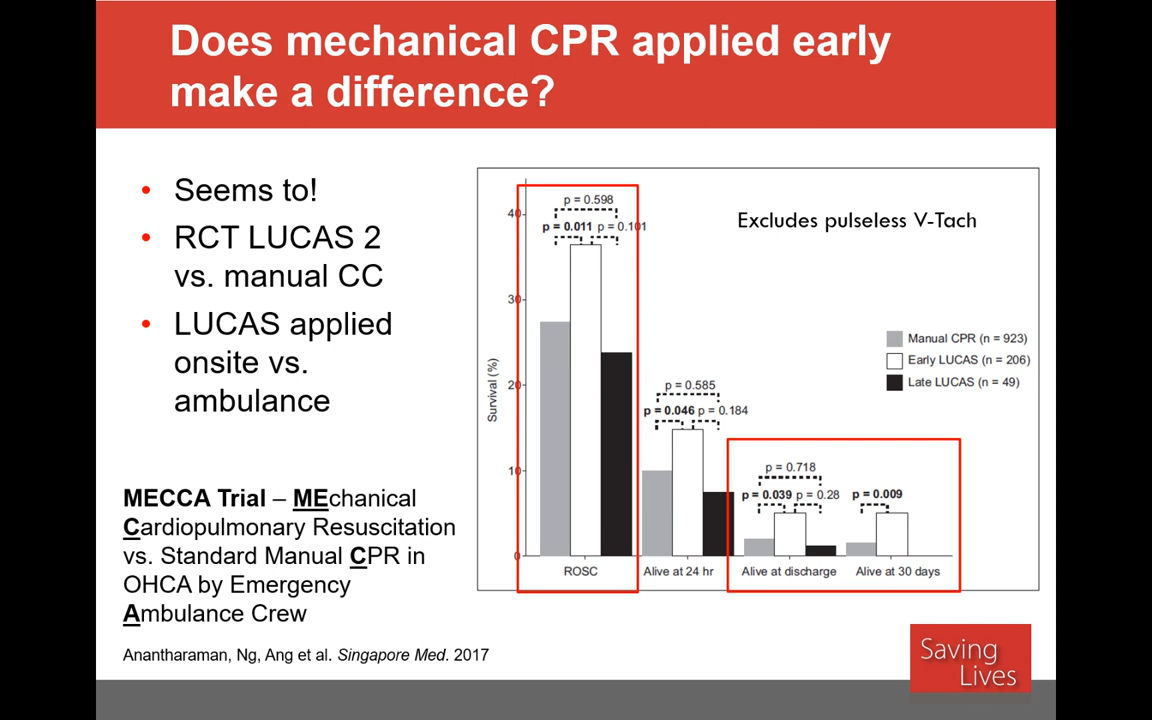 Does mechanical CPR applied early
make a difference?
• Seems to!
• RCT LUCAS 2
vs. manual CC
• LUCAS applied
onsite vs.
ambulance
MECCA Trial – MEchanical
Cardiopulmonary Resuscitation
vs. Standard Manual CPR in
OHCA by Emergency
Ambulance Crew
Anantharaman, Ng, Ang et al. Singapore Med. 2017
Excludes pulseless V-Tach
Survival (%)
40
30
20
10
0
p = 0.598
p = 0.011 p = 0.101
p = 0.585
p = 0.046 p = 0.184
p = 0.718
p = 0.039 p = 0.28 p = 0.009
ROSC Alive at 24 hr Alive at discharge Alive at 30 days
Manual CPR (n = 923)
Early LUCAS (n = 206)
Late LUCAS (n = 49)
Saving
Lives